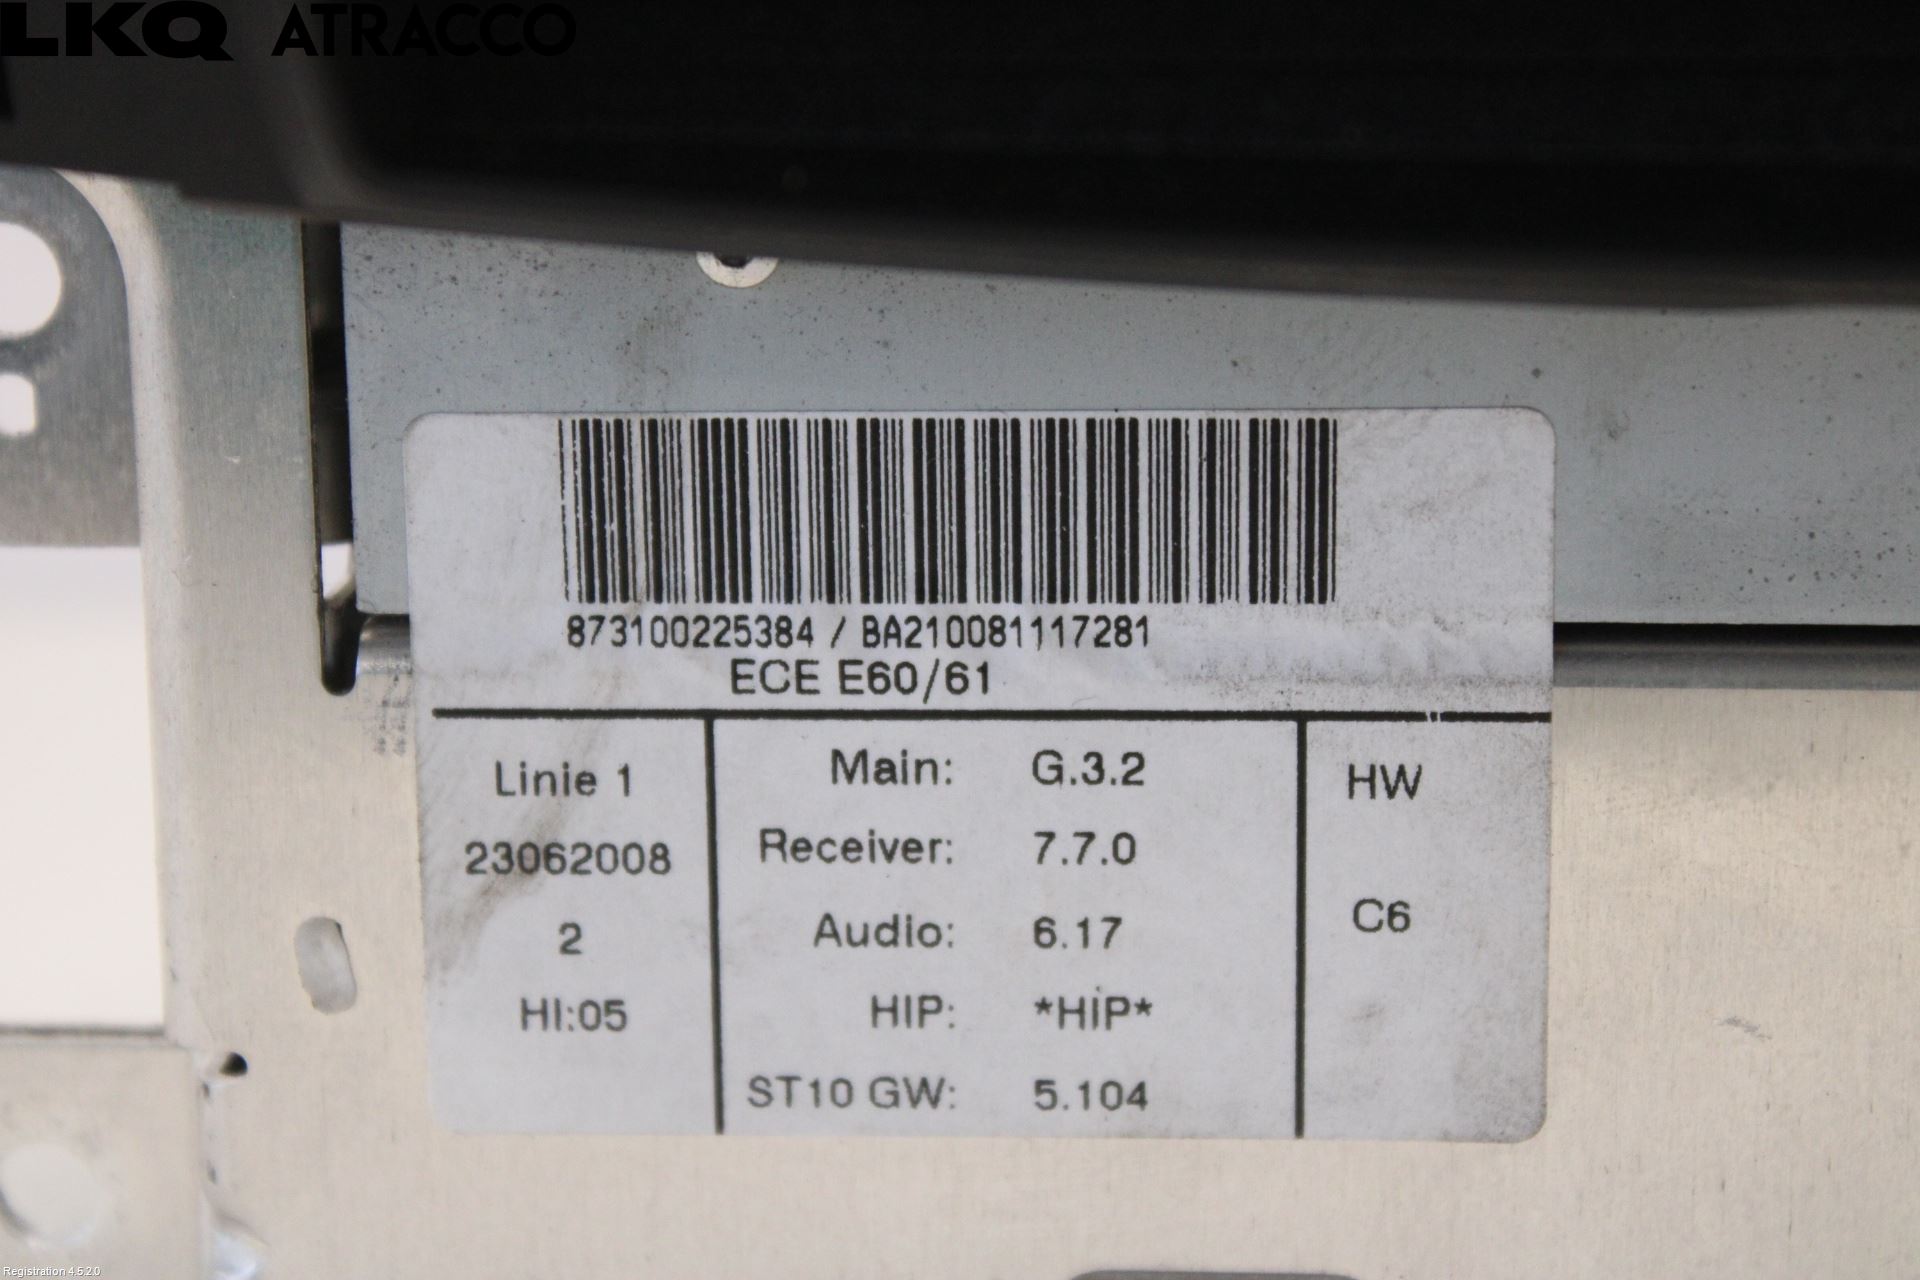 LKQ ATRACCO
873100225384 / BA210081117281
ECE E60/61
Linie 1
23062008
2
HI:05
Main: G.3.2
Receiver: 7.7.0
Audio: 6.17
HIP: *HIP*
ST10 GW: 5.104
HW
C6
Registration 4.5.2.0